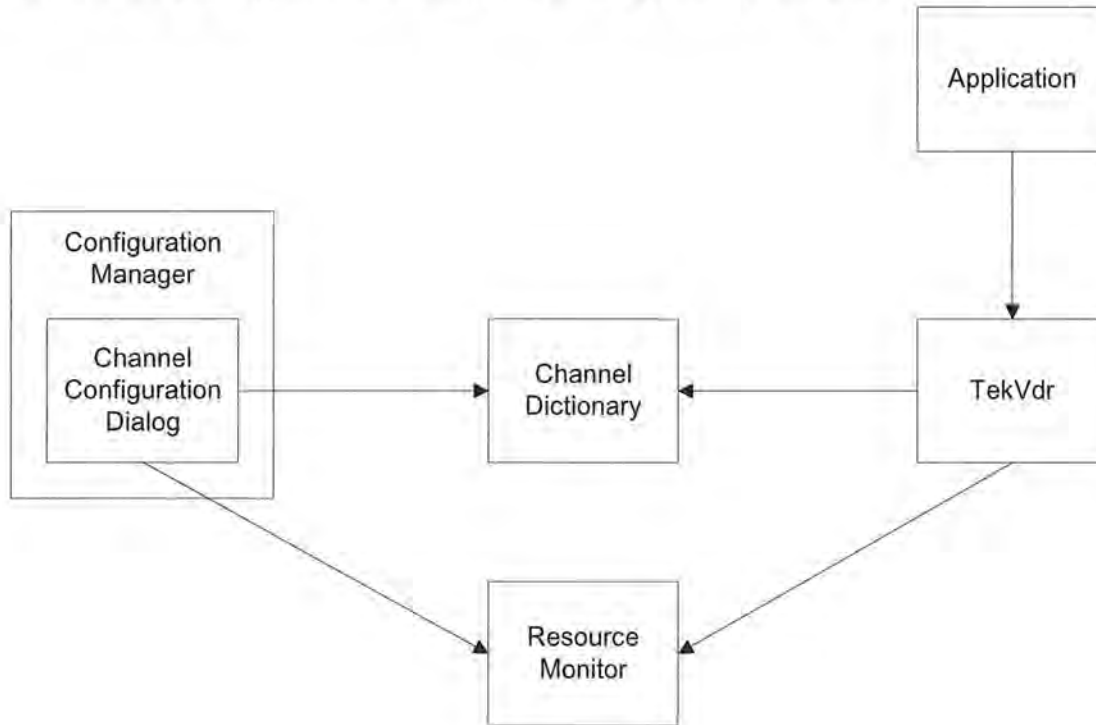 Application
Configuration
Manager
Channel
Configuration
Dialog
Channel
Dictionary
TekVdr
Resource
Monitor